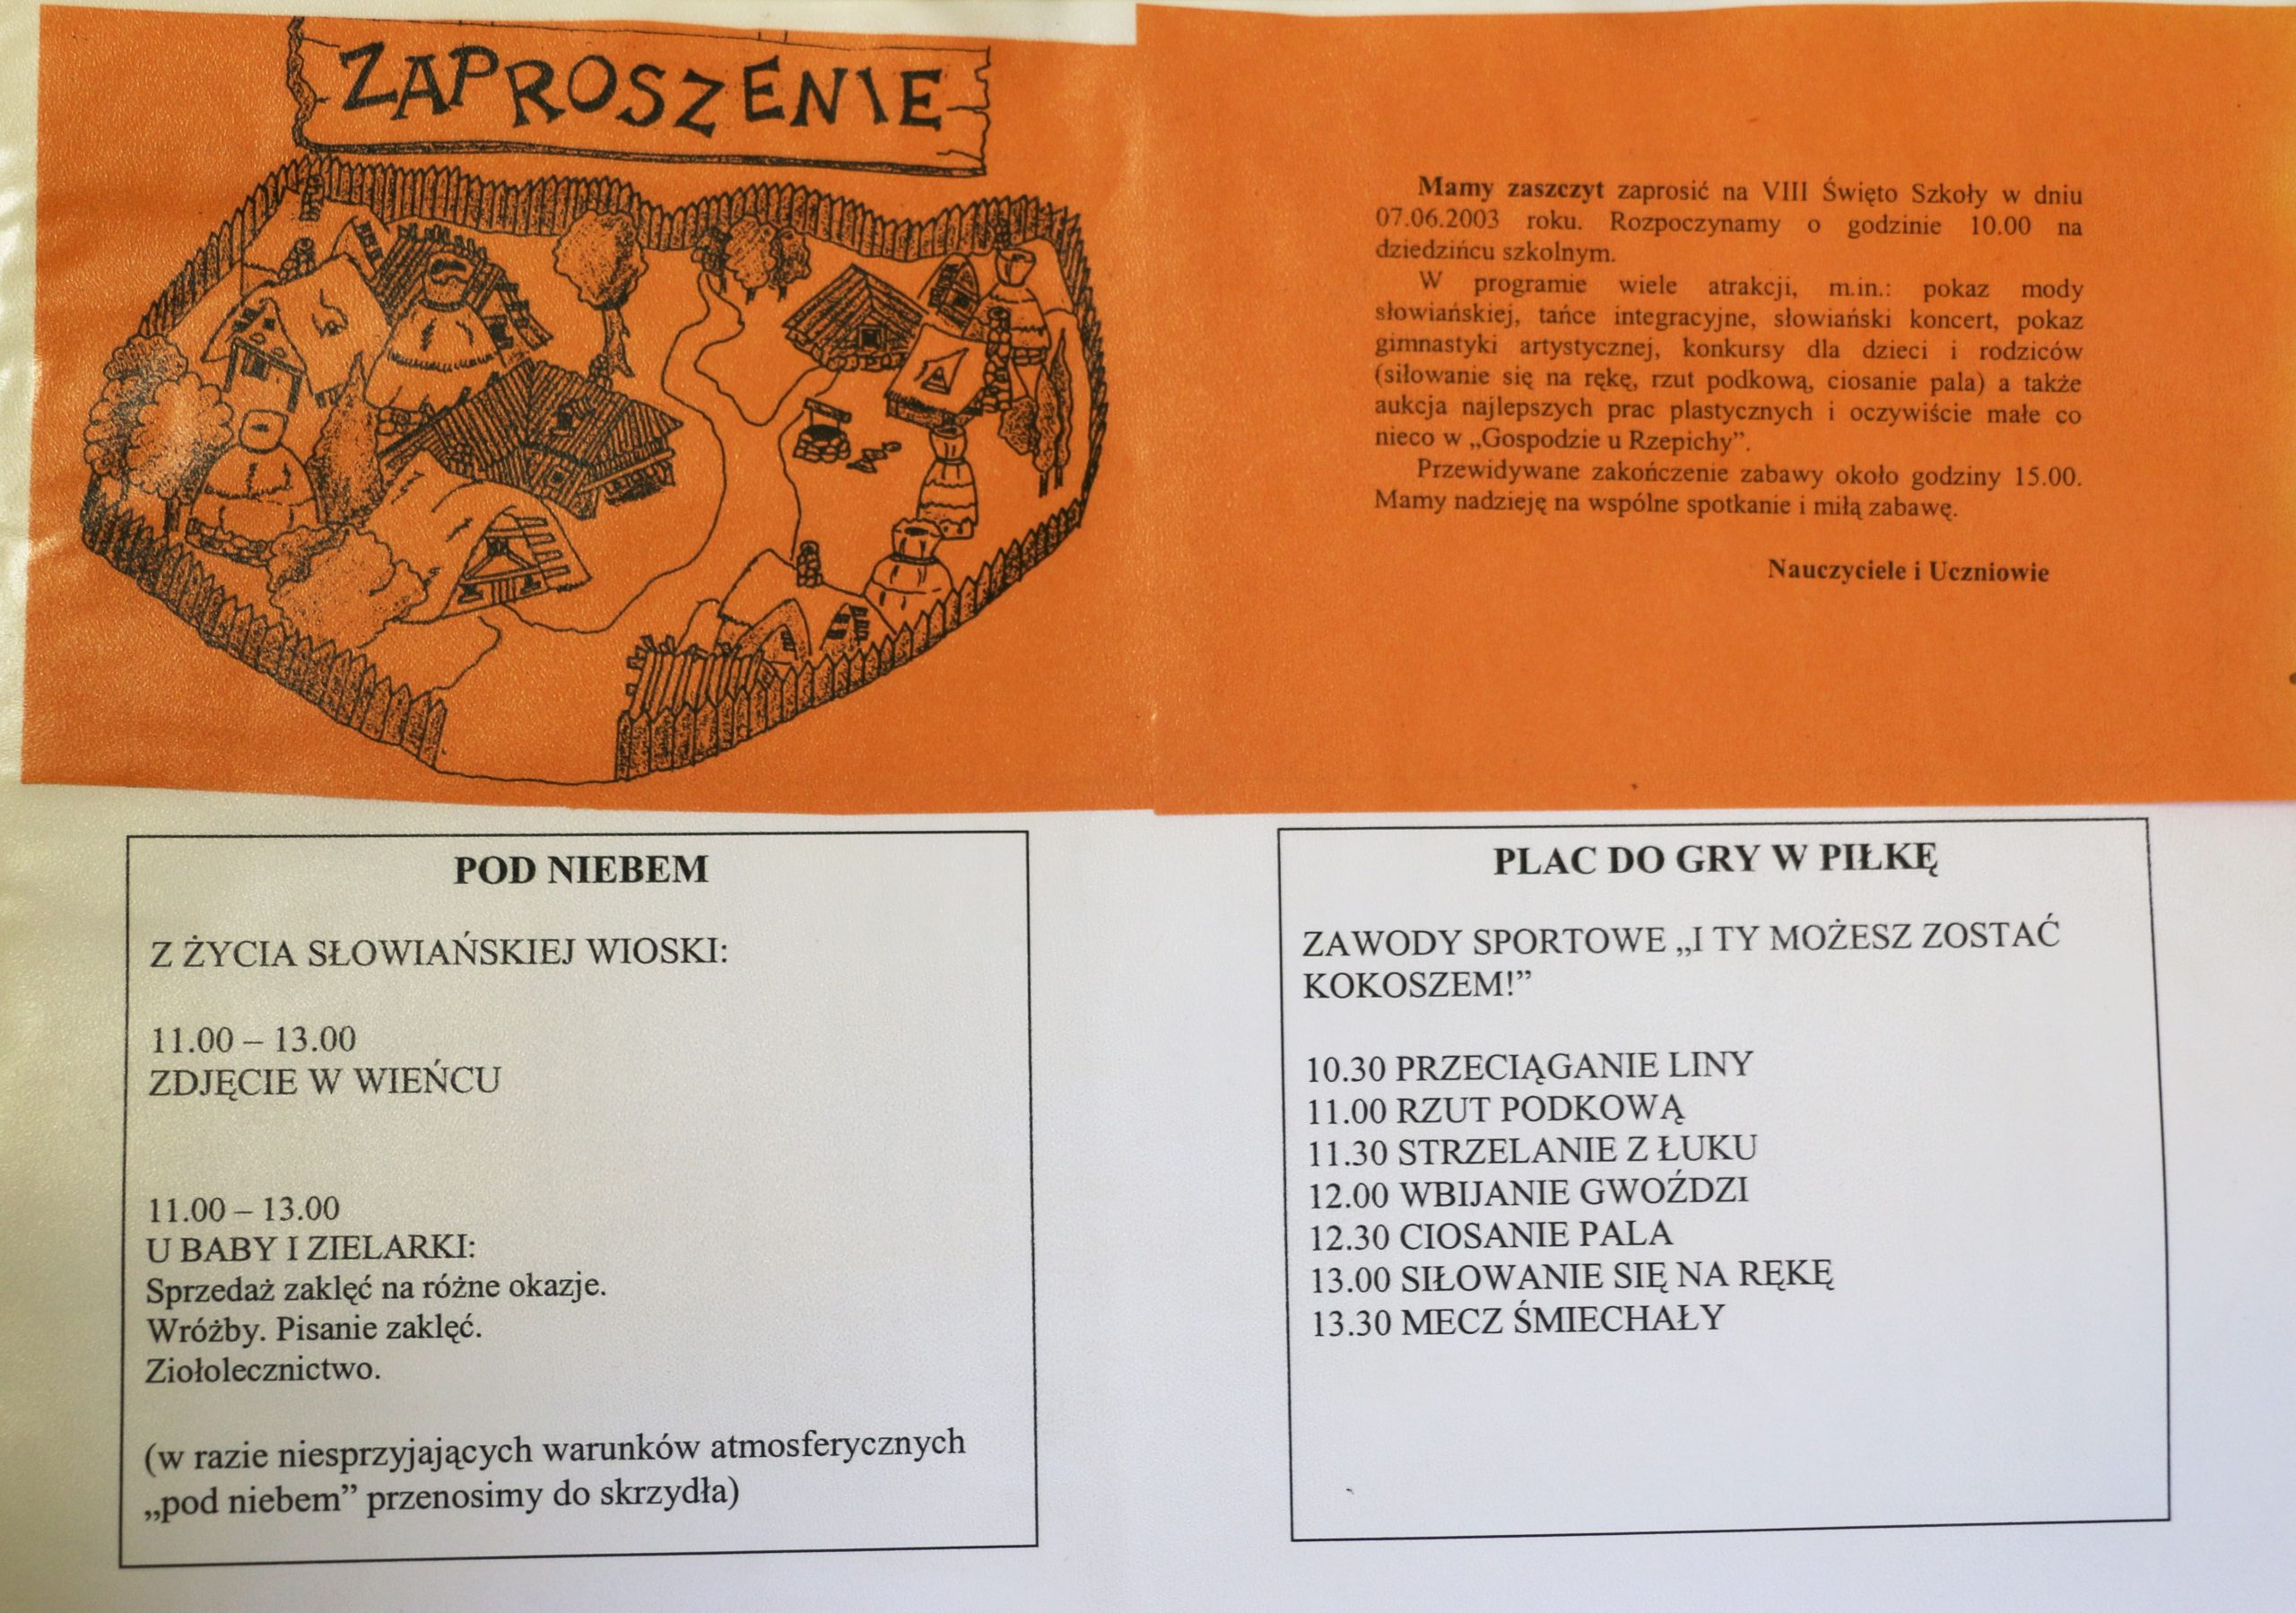 ZAPROSZENIE
Mamy zaszczyt zaprosić na VIII Święto Szkoły w dniu
07.06.2003 roku. Rozpoczynamy o godzinie 10.00 na
dziedzińcu szkolnym.
W programie wiele atrakcji, m.in.: pokaz mody
słowiańskiej, tańce integracyjne, słowiański koncert, pokaz
gimnastyki artystycznej, konkursy dla dzieci i rodziców
(siłowanie się na rękę, rzut podkową, ciosanie pala) a także
aukcja najlepszych prac plastycznych i oczywiście małe co
nieco w „Gospodzie u Rzepichy”.
Przewidywane zakończenie zabawy około godziny 15.00.
Mamy nadzieję na wspólne spotkanie i miłą zabawę.
Nauczyciele i Uczniowie
POD NIEBEM
Z ŻYCIA SŁOWIAŃSKIEJ WIOSKI:
11.00 – 13.00
ZDJĘCIE W WIEŃCU
11.00 – 13.00
U BABY I ZIELARKI:
Sprzedaż zaklęć na różne okazje.
Wróżby. Pisanie zaklęć.
Ziołolecznictwo.
(w razie niesprzyjających warunków atmosferycznych
„pod niebem” przenosimy do skrzydła)
PLAC DO GRY W PIŁKĘ
ZAWODY SPORTOWE „I TY MOŻESZ ZOSTAĆ
KOKOSZEM!”
10.30 PRZECIĄGANIE LINY
11.00 RZUT PODKOWĄ
11.30 STRZELANIE Z ŁUKU
12.00 WBIJANIE GWOŹDZI
12.30 CIOSANIE PALA
13.00 SIŁOWANIE SIĘ NA RĘKĘ
13.30 MECZ ŚMIECHAŁY